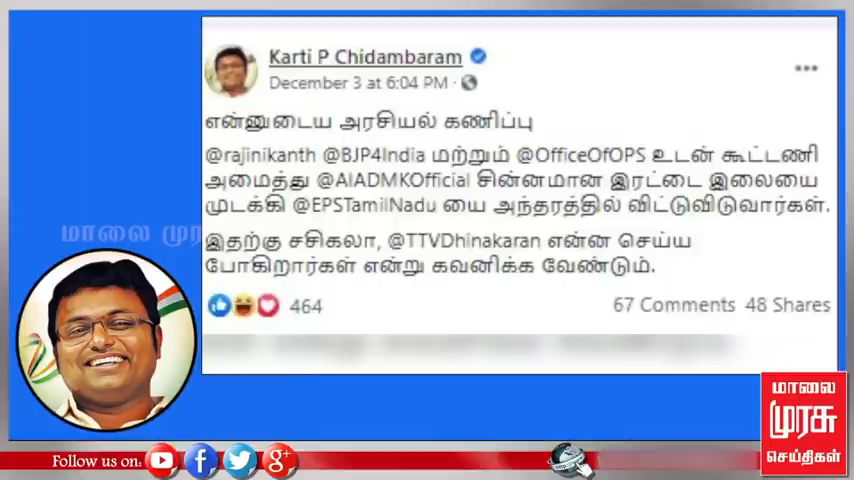 Karti P Chidambaram
December 3 at 6:04 PM ·
என்னுடைய அரசியல் கணிப்பு
@rajinikanth @BJP4India மற்றும் @OfficeOfOPS உடன் கூட்டணி
அமைத்து @AIADMKOfficial சின்னமான இரட்டை இலையை
முடக்கி @EPSTamilNadu யை அந்தரத்தில் விட்டுவிடுவார்கள்.
இதற்கு சசிகலா, @TTVDhinakaran என்ன செய்ய
போகிறார்கள் என்று கவனிக்க வேண்டும்.
464 67 Comments 48 Shares
மாலை முர
மாலை
முரசு
செய்திகள்
Follow us on: